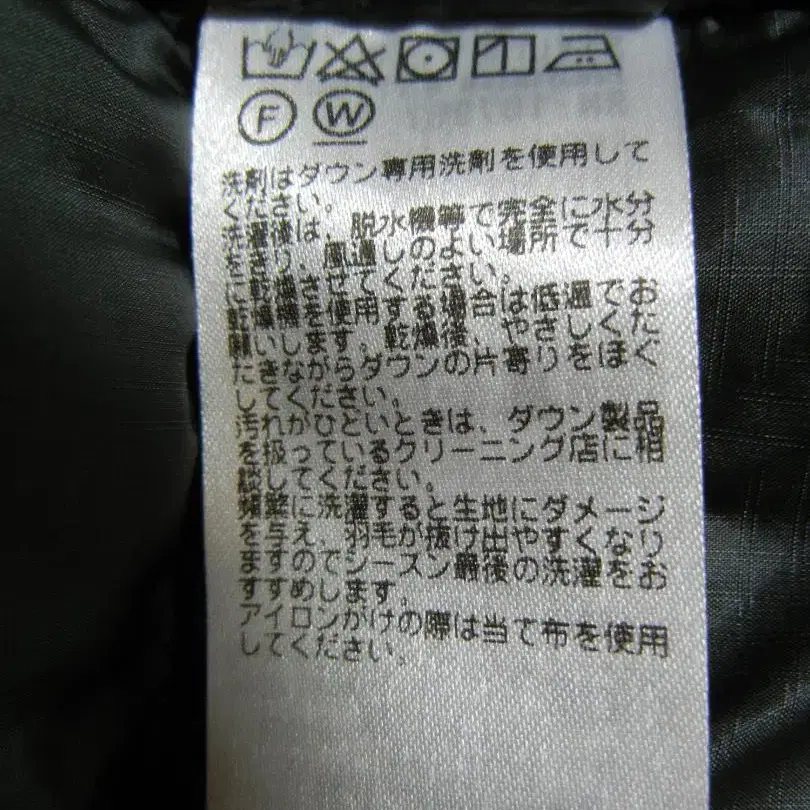 F W
洗剤はダウン専用洗剤を使用して
ください。
洗濯後は、脱水機等で完全に水分
をきり、風通しのよい場所で十分
に乾燥させてください。
乾燥機を使用する場合は低温でお
願いします。乾燥後、やさしくた
たきながらダウンの片寄りをほぐ
してください。
汚れがひどいときは、ダウン製品
を扱っているクリーニング店に相
談してください。
頻繁に洗濯すると生地にダメージ
を与え、羽毛が抜け出やすくなり
ますのでシーズン最後の洗濯をお
すすめします。
アイロンがけの際は当て布を使用
してください。